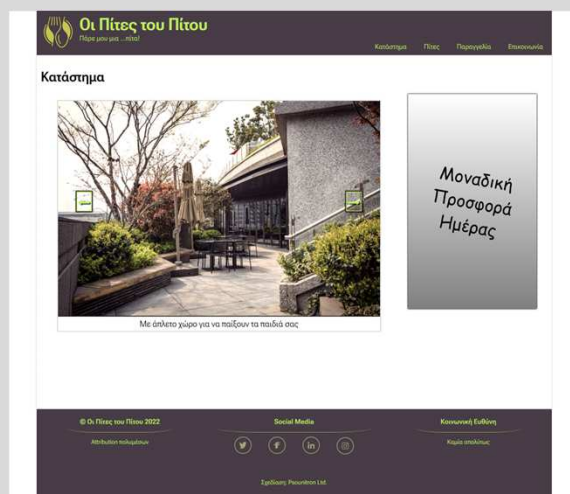 Οι Πίτες του Πίτου
Πάρε μου μια ...πίτα!
Κατάστημα Πίτες Παραγγελία Επικοινωνία
Κατάστημα
Μοναδική
Προσφορά
Ημέρας
Με άπλετο χώρο για να παίξουν τα παιδιά σας
© Οι Πίτες του Πίτου 2022
Attribution πολυμέσων
Social Media
Κοινωνική Ευθύνη
Καμία απολύτως
Σχεδίαση: Ltd.